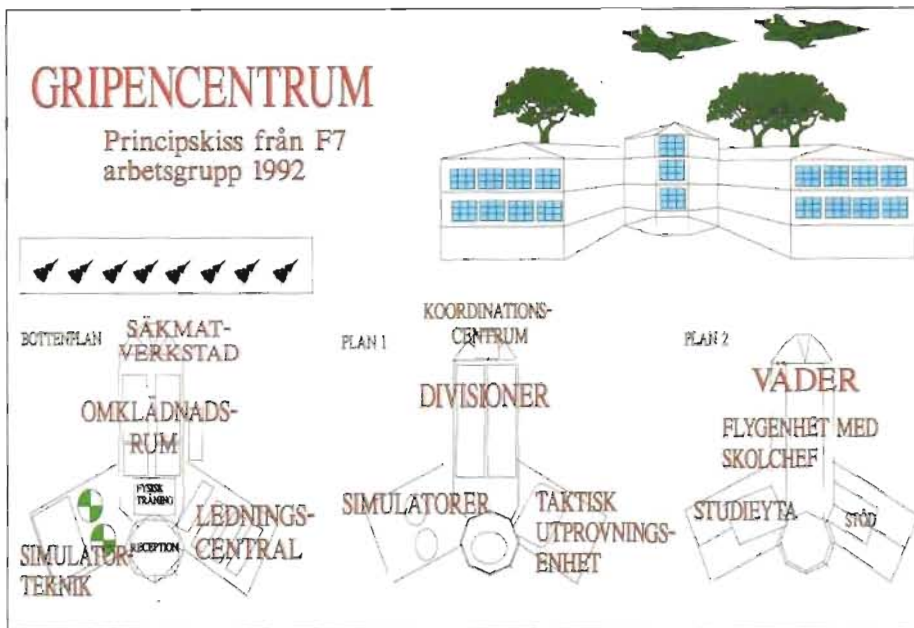 GRIPENCENTRUM
Principskiss från F7
arbetsgrupp 1992
BOTTENPLAN
SÄKMAT-
VERKSTAD
OMKLÄDNADS-
RUM
FYSISK
TRÄNING
RECEPTION
LEDNINGS-
CENTRAL
SIMULATOR-
TEKNIK
PLAN 1
KOORDINATIONS-
CENTRUM
DIVISIONER
SIMULATORER
TAKTISK
UTPROVNINGS-
ENHET
PLAN 2
VÄDER
FLYGENHET MED
SKOLCHEF
STUDIEYTA
STÖD